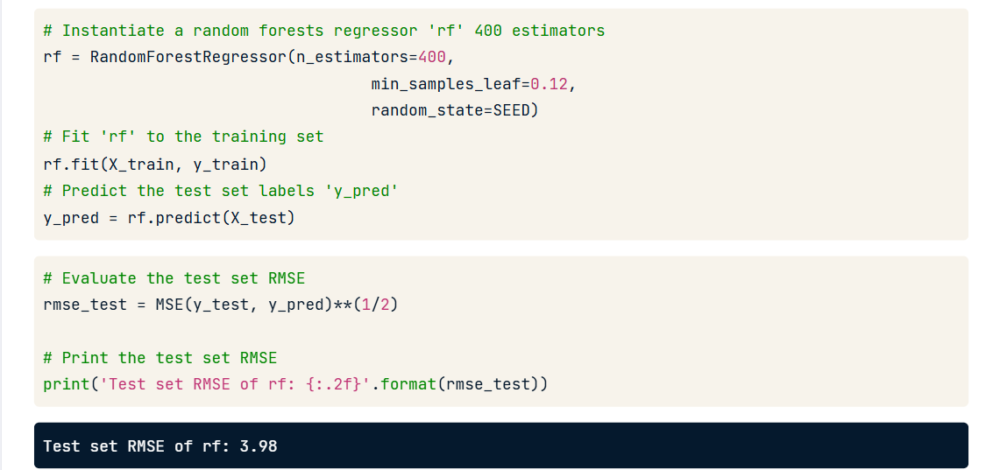 # Instantiate a random forests regressor 'rf' 400 estimators
rf = RandomForestRegressor(n_estimators=400,
                                   min_samples_leaf=0.12,
                                   random_state=SEED)
# Fit 'rf' to the training set
rf.fit(X_train, y_train)
# Predict the test set labels 'y_pred'
y_pred = rf.predict(X_test)
# Evaluate the test set RMSE
rmse_test = MSE(y_test, y_pred)**(1/2)
# Print the test set RMSE
print('Test set RMSE of rf: {:.2f}'.format(rmse_test))
Test set RMSE of rf: 3.98